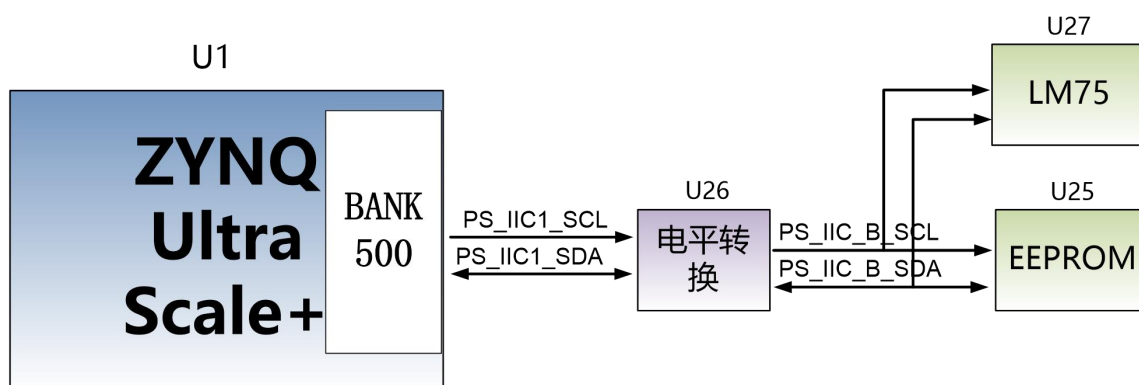 U27
LM75
U1
ZYNQ
Ultra
Scale+
BANK
500
PS_IIC1_SCL
PS_IIC1_SDA
U26
电平转
换
PS_IIC_B_SCL
PS_IIC_B_SDA
U25
EEPROM